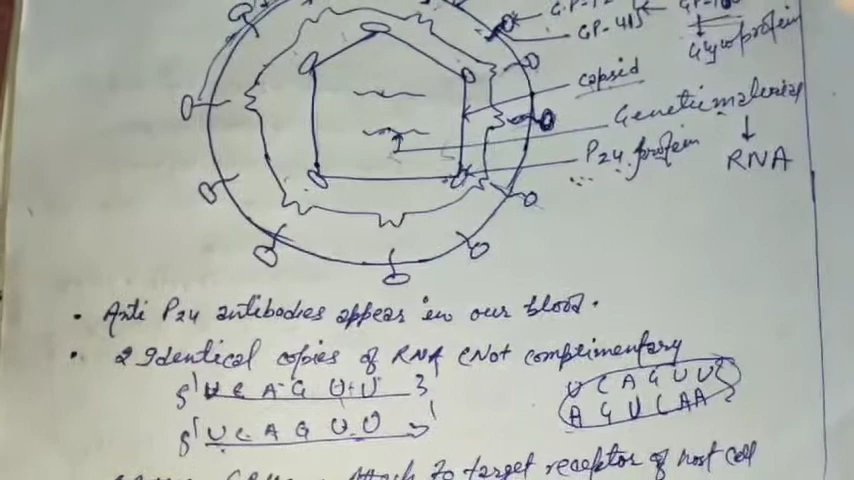 GP-41
Glycoprotein
capsid
Genetic material
P24 protein
RNA
• Anti P24 antibodies appear in our blood.
• 2 Identical copies of RNA (Not complimentary
5' U C A G U U 3'
5' U C A G U U 3'
U C A G U U
A G U C A A
Attach to target receptor of host cell